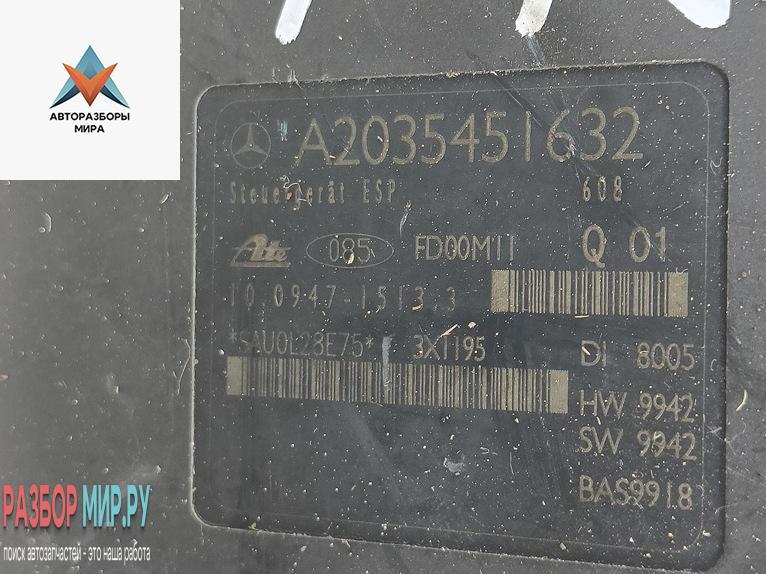 АВТОРАЗБОРЫ
МИРА
A2035451632
Steuergerät ESP 608
Ate 085 FD00M11 Q 01
10.0947-1513.3
*SAU0L28E75* 3X1195 DI 8005
HW 9942
SW 9942
BAS9918
РАЗБОР МИР.РУ
поиск автозапчастей - это наша работа